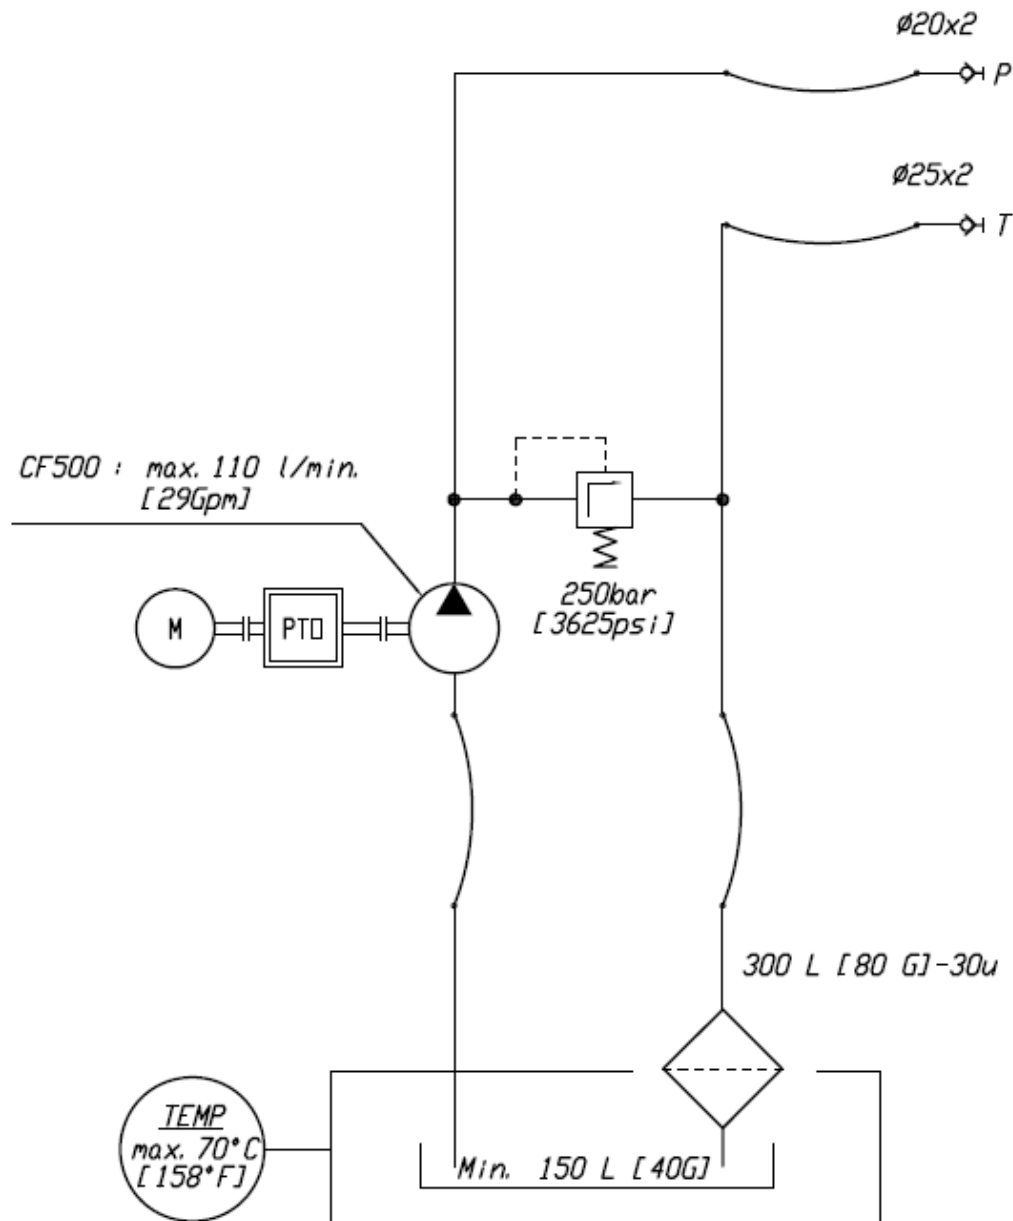 ø20x2
P
ø25x2
T
CF500 : max. 110 l/min.
[29Gpm]
250bar
[3625psi]
M
PTO
300 L [80 G]-30u
TEMP
max. 70°C
[158°F]
Min. 150 L [40G]